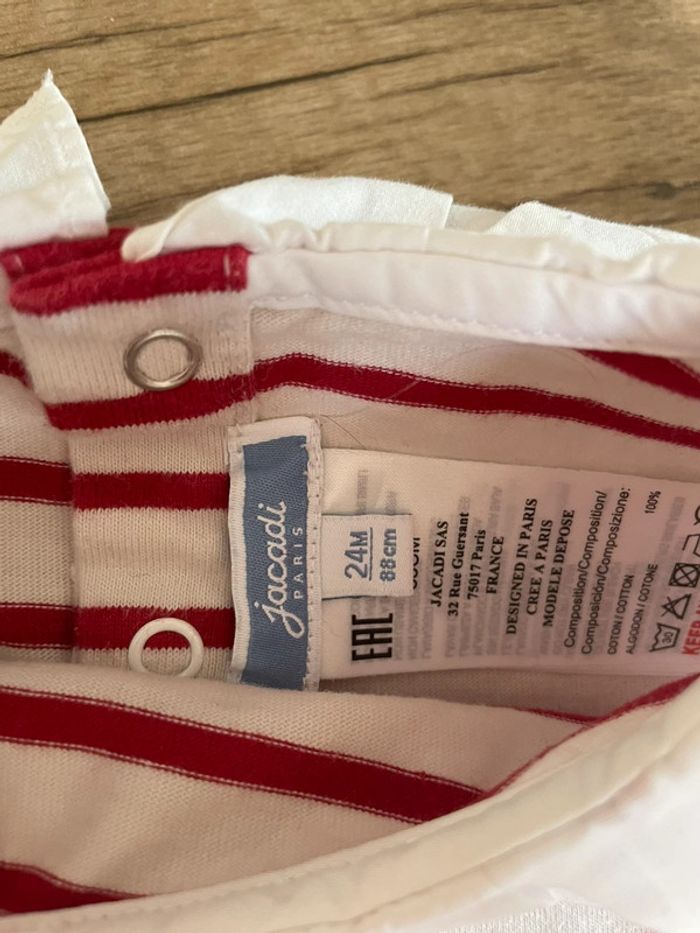 jacadi
PARIS
24M
88cm
EAC
JACADI SAS
32 Rue Guersant
75017 Paris
FRANCE
DESIGNED IN PARIS
CREE A PARIS
MODELE DEPOSE
Composition/Composition/
Composición/Composizione:
COTON / COTTON /
ALGODON / COTONE
100%
KEEP